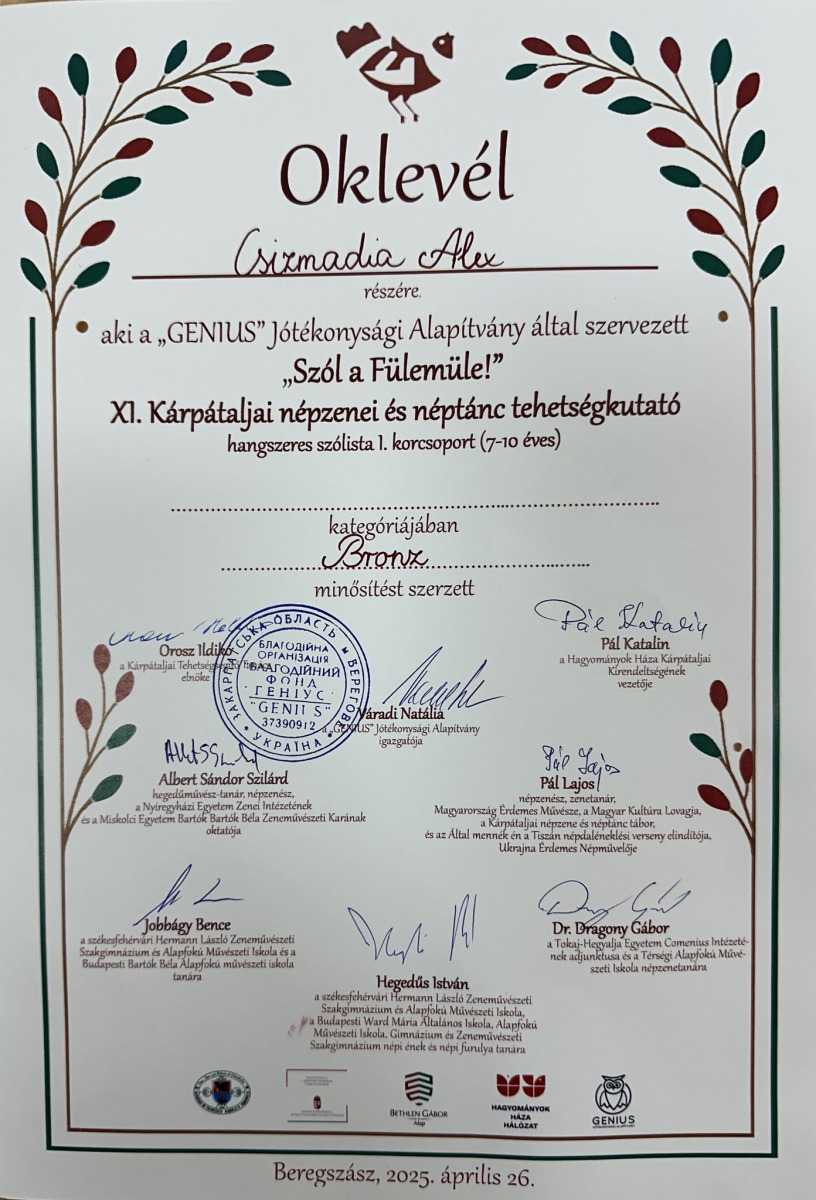 Oklevél
Csizmadia Alex
részére,
aki a „GENIUS” Jótékonysági Alapítvány által szervezett
„Szól a Fülemüle!”
XI. Kárpátaljai népzenei és néptánc tehetségkutató
hangszeres szólista I. korcsoport (7-10 éves)
kategóriájában
Bronz
minősítést szerzett
Orosz Ildikó
a Kárpátaljai
elnöke
ЗАКАРПАТСЬКА ОБЛАСТЬ
УКРАЇНА
БЛАГОДІЙНА
ОРГАНІЗАЦІЯ
БЛАГОДІЙНИЙ
ФОНД
ГЕНІУС
"GENIUS"
37390912
Pál Katalin
Pál Katalin
a Hagyományok Háza Kárpátaljai
Kirendeltségének
vezetője
Váradi Natália
a „GENIUS” Jótékonysági Alapítvány
igazgatója
Albert Sándor Szilárd
hegedűművész-tanár, népzenész,
a Nyíregyházi Egyetem Zenei Intézetének
és a Miskolci Egyetem Bartók Bartók Béla Zeneművészeti Karának
oktatója
Pál Lajos
Pál Lajos
népzenész, zenetanár,
Magyarország Érdemes Művésze, a Magyar Kultúra Lovagja,
a Kárpátaljai népzene és néptánc tábor,
és az Által mennék én a Tiszán népdaléneklési verseny elindítója,
Ukrajna Érdemes Népművelője
Jobbágy Bence
a székesfehérvári Hermann László Zeneművészeti
Szakgimnázium és Alapfokú Művészeti Iskola és a
Budapesti Bartók Béla Alapfokú művészeti iskola
tanára
Dr. Dragony Gábor
a Tokaj-Hegyalja Egyetem Comenius Intézeté-
nek adjunktusa és a Térségi Alapfokú Művé-
szeti Iskola népzenetanára
Hegedűs István
a székesfehérvári Hermann László Zeneművészeti
Szakgimnázium és Alapfokú Művészeti Iskola,
a Budapesti Ward Mária Általános Iskola, Alapfokú
Művészeti Iskola, Gimnázium és Zeneművészeti
Szakgimnázium népi ének és népi furulya tanára
BETHLEN GÁBOR
Alap
HAGYOMÁNYOK
HÁZA
HÁLÓZAT
GENIUS
Beregszász, 2025. április 26.